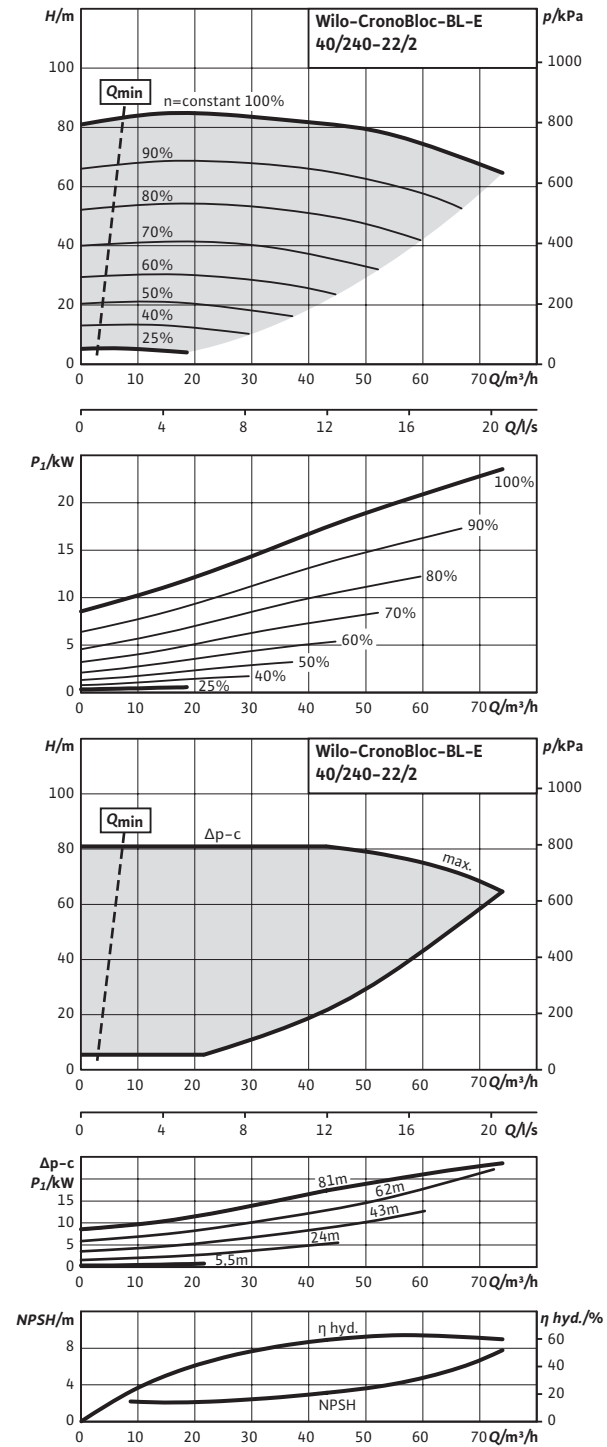 H/m
Wilo-CronoBloc-BL-E
40/240-22/2
p/kPa
100
1000
Qmin
n=constant 100%
80
800
90%
60
600
80%
70%
40
400
60%
50%
20
200
40%
25%
0
0
0 10 20 30 40 50 60 70 Q/m³/h
0 4 8 12 16 20 Q/l/s
P1/kW
20
100%
90%
15
80%
10
70%
60%
5
50%
40%
25%
0
0 10 20 30 40 50 60 70 Q/m³/h
H/m
Wilo-CronoBloc-BL-E
40/240-22/2
p/kPa
100
1000
Qmin
Δp-c
80
800
max.
60
600
40
400
20
200
0
0
0 10 20 30 40 50 60 70 Q/m³/h
0 4 8 12 16 20 Q/l/s
Δp-c
P1/kW
81m
62m
15
43m
10
24m
5
5,5m
0
0 10 20 30 40 50 60 70 Q/m³/h
NPSH/m
η hyd./%
η hyd.
8
60
40
4
20
NPSH
0
0
0 10 20 30 40 50 60 70 Q/m³/h